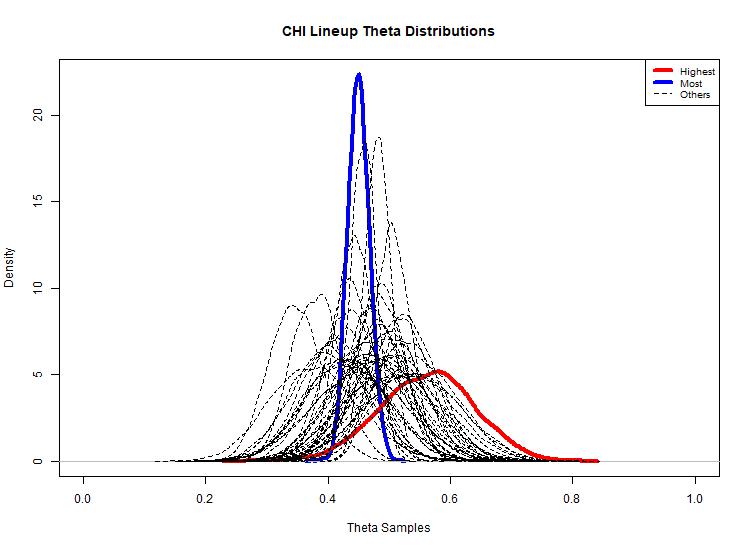 CHI Lineup Theta Distributions
Highest
Most
Others
Density
20
15
10
5
0
0.0 0.2 0.4 0.6 0.8 1.0
Theta Samples